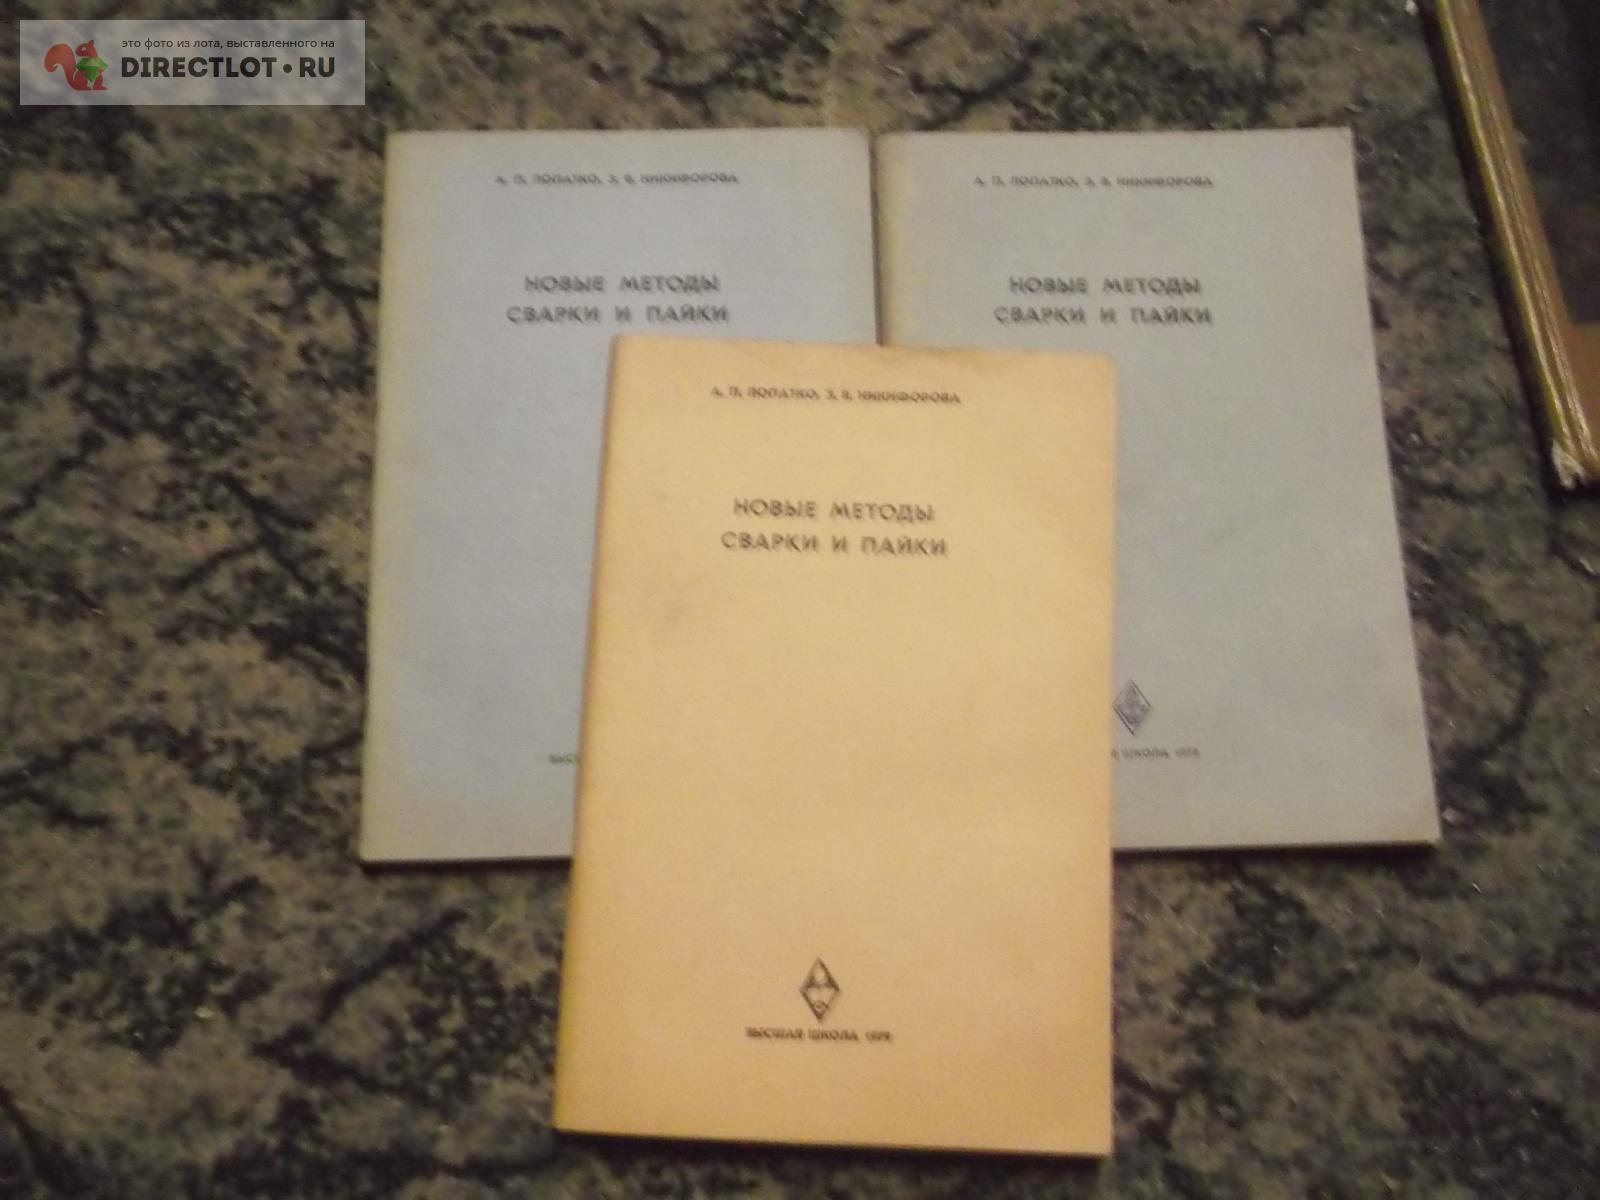 это фото из лота, выставленного на
DIRECTLOT.RU
А. П. ЛОПАТКО, З. В. НИКИФОРОВА
НОВЫЕ МЕТОДЫ
СВАРКИ И ПАЙКИ
А. П. ЛОПАТКО, З. В. НИКИФОРОВА
НОВЫЕ МЕТОДЫ
СВАРКИ И ПАЙКИ
ШКОЛА
А. П. ЛОПАТКО, З. В. НИКИФОРОВА
НОВЫЕ МЕТОДЫ
СВАРКИ И ПАЙКИ
ВЫСШАЯ ШКОЛА 1979